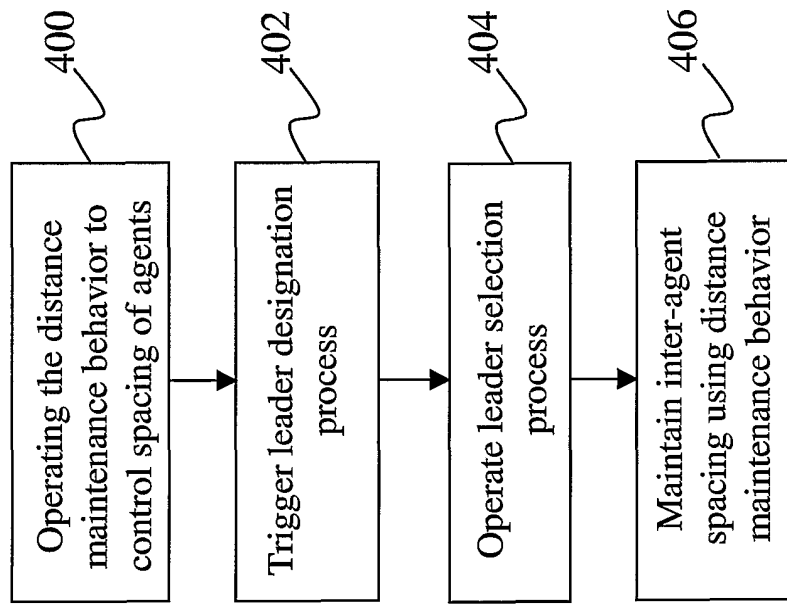 400
Operating the distance
maintenance behavior to
control spacing of agents
402
Trigger leader designation
process
404
Operate leader selection
process
406
Maintain inter-agent
spacing using distance
maintenance behavior